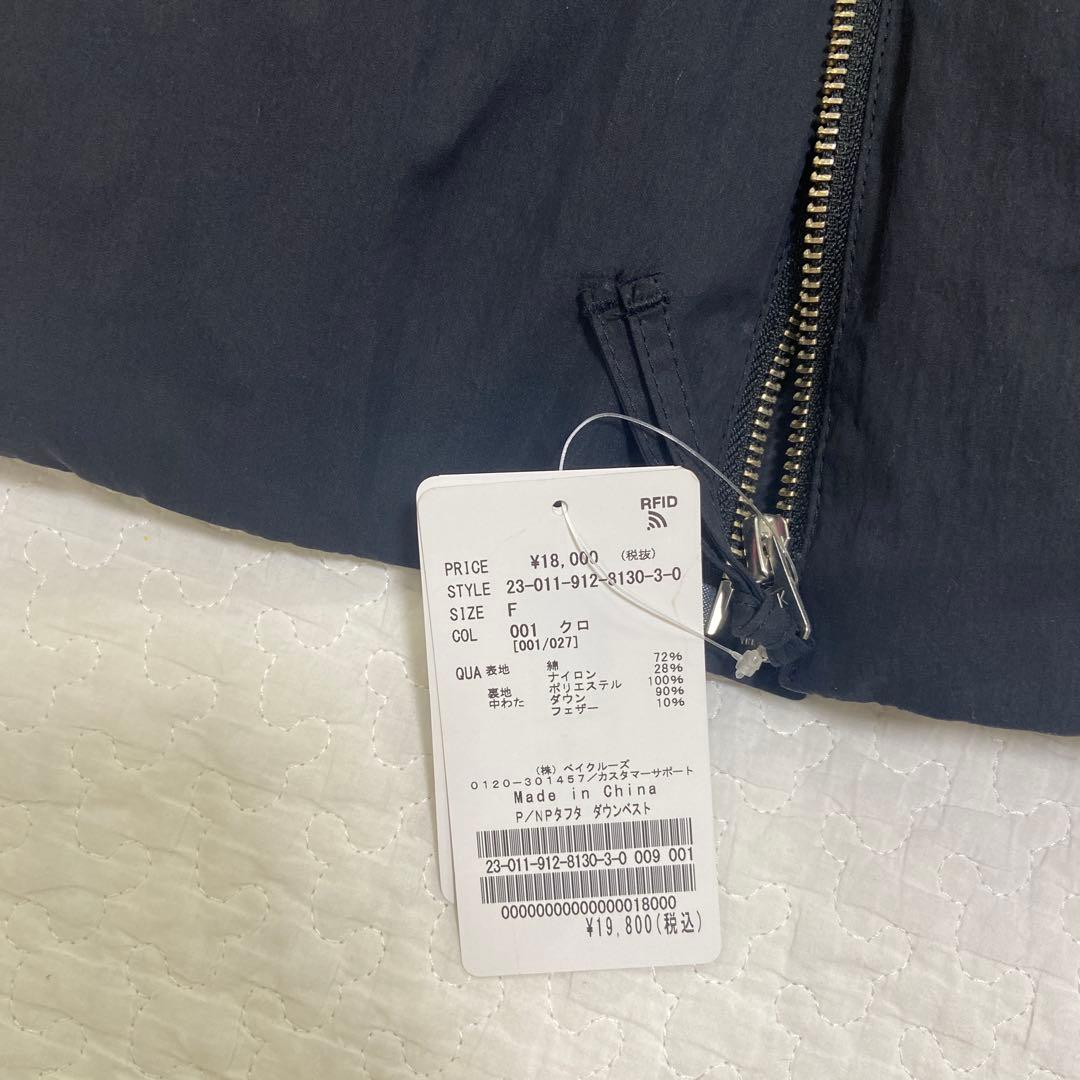 RFID
PRICE ¥18,000 (税抜)
STYLE 23-011-912-8130-3-0
SIZE F
COL 001 クロ
[001/027]
QUA 表地 綿 72%
ナイロン 28%
裏地 ポリエステル 100%
中わた ダウン 90%
フェザー 10%
(株) ベイクルーズ
0120-301457/カスタマーサポート
Made in China
P/NPタフタ ダウンベスト
23-011-912-8130-3-0 009 001
00000000000000018000
¥19,800(税込)